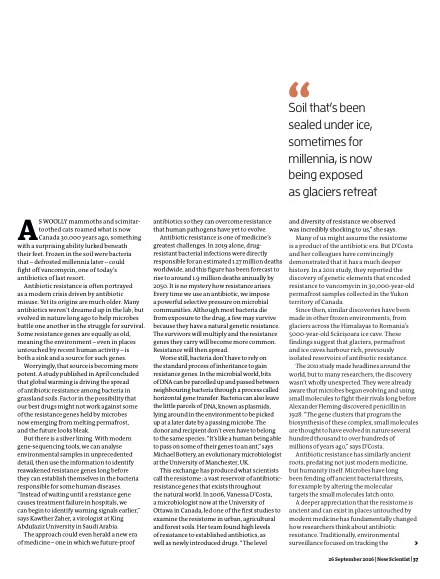 “
Soil that's been
sealed under ice,
sometimes for
millennia, is now
being exposed
as glaciers retreat
AS WOOLLY mammoths and scimitar-
toothed cats roamed what is now
Canada 30,000 years ago, something
with a surprising ability lurked beneath
their feet. Frozen in the soil were bacteria
that – defrosted millennia later – could
fight off vancomycin, one of today's
antibiotics of last resort.
Antibiotic resistance is often portrayed
as a modern crisis driven by antibiotic
misuse. Yet its origins are much older. Many
antibiotics weren't dreamed up in the lab, but
evolved in nature long ago to help microbes
battle one another in the struggle for survival.
Some resistance genes are equally as old,
meaning the environment – even in places
untouched by recent human activity – is
both a sink and a source for such genes.
Worryingly, that source is becoming more
potent. A study published in April concluded
that global warming is driving the spread
of antibiotic resistance among bacteria in
grassland soils. Factor in the possibility that
our best drugs might not work against some
of the resistance genes held by microbes
now emerging from melting permafrost,
and the future looks bleak.
But there is a silver lining. With modern
gene-sequencing tools, we can analyse
environmental samples in unprecedented
detail, then use the information to identify
reawakened resistance genes long before
they can establish themselves in the bacteria
responsible for some human diseases.
“Instead of waiting until a resistance gene
causes treatment failure in hospitals, we
can begin to identify warning signals earlier,”
says Kawther Zaher, a virologist at King
Abdulaziz University in Saudi Arabia.
The approach could even herald a new era
of medicine – one in which we future-proof
antibiotics so they can overcome resistance
that human pathogens have yet to evolve.
Antibiotic resistance is one of medicine's
greatest challenges. In 2019 alone, drug-
resistant bacterial infections were directly
responsible for an estimated 1.27 million deaths
worldwide, and this figure has been forecast to
rise to around 1.9 million deaths annually by
2050. It is no mystery how resistance arises.
Every time we use an antibiotic, we impose
a powerful selective pressure on microbial
communities. Although most bacteria die
from exposure to the drug, a few may survive
because they have a natural genetic resistance.
The survivors will multiply and the resistance
genes they carry will become more common.
Resistance will then spread.
Worse still, bacteria don't have to rely on
the standard process of inheritance to gain
resistance genes. In the microbial world, bits
of DNA can be parcelled up and passed between
neighbouring bacteria through a process called
horizontal gene transfer. Bacteria can also leave
the little parcels of DNA, known as plasmids,
lying around in the environment to be picked
up at a later date by a passing microbe. The
donor and recipient don't even have to belong
to the same species. “It's like a human being able
to pass on some of their genes to an ant,” says
Michael Bottery, an evolutionary microbiologist
at the University of Manchester, UK.
This exchange has produced what scientists
call the resistome: a vast reservoir of antibiotic-
resistance genes that exists throughout
the natural world. In 2006, Vanessa D'Costa,
a microbiologist now at the University of
Ottawa in Canada, led one of the first studies to
examine the resistome in urban, agricultural
and forest soils. Her team found high levels
of resistance to established antibiotics, as
well as newly introduced drugs. “The level
and diversity of resistance we observed
was incredibly shocking to us,” she says.
Many of us might assume the resistome
is a product of the antibiotic era. But D'Costa
and her colleagues have convincingly
demonstrated that it has a much deeper
history. In a 2011 study, they reported the
discovery of genetic elements that encoded
resistance to vancomycin in 30,000-year-old
permafrost samples collected in the Yukon
territory of Canada.
Since then, similar discoveries have been
made in other frozen environments, from
glaciers across the Himalayas to Romania's
5000-year-old Scărișoara ice cave. These
findings suggest that glaciers, permafrost
and ice caves harbour rich, previously
isolated reservoirs of antibiotic resistance.
The 2011 study made headlines around the
world, but to many researchers, the discovery
wasn't wholly unexpected. They were already
aware that microbes began evolving and using
small molecules to fight their rivals long before
Alexander Fleming discovered penicillin in
1928. “The gene clusters that program the
biosynthesis of these complex, small molecules
are thought to have evolved in nature several
hundred thousand to over hundreds of
millions of years ago,” says D'Costa.
Antibiotic resistance has similarly ancient
roots, predating not just modern medicine,
but humanity itself. Microbes have long
been fending off ancient bacterial threats,
for example by altering the molecular
targets the small molecules latch onto.
A deeper appreciation that the resistome is
ancient and can exist in places untouched by
modern medicine has fundamentally changed
how researchers think about antibiotic
resistance. Traditionally, environmental
surveillance focused on tracking the
26 September 2026 | New Scientist | 37